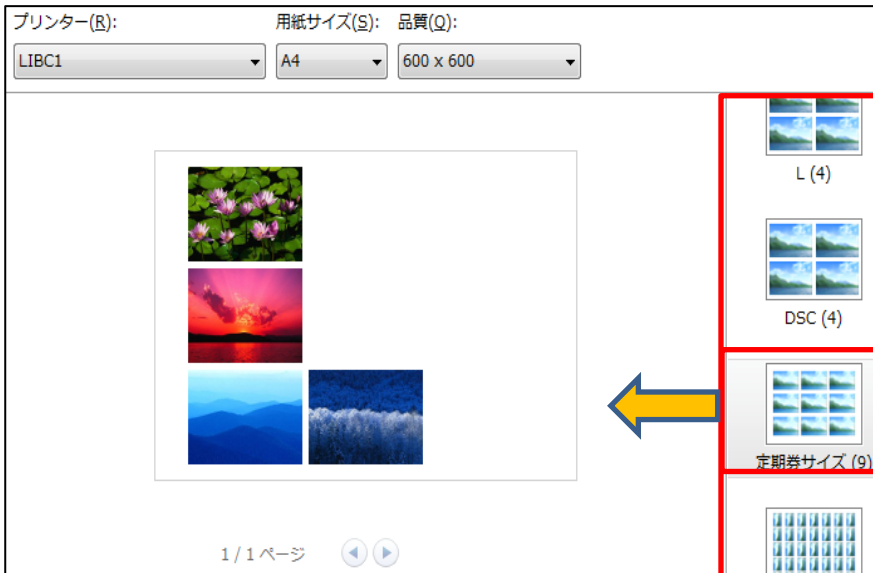 プリンター(R): 用紙サイズ(S): 品質(Q):
LIBC1 A4 600 x 600
L (4)
DSC (4)
定期券サイズ (9)
1 / 1 ページ